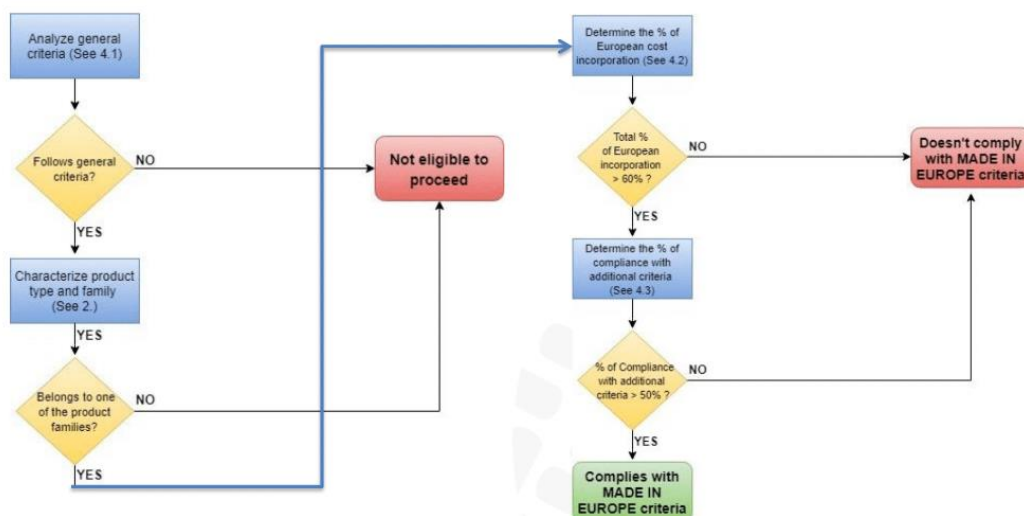 Analyze general
criteria (See 4.1)
Follows general
criteria?
NO
YES
Not eligible to
proceed
Characterize product
type and family
(See 2.)
YES
Belongs to one
of the product
families?
NO
YES
Determine the % of
European cost
incorporation (See 4.2)
Total %
of European
incorporation
> 60% ?
NO
YES
Doesn't comply
with MADE IN
EUROPE criteria
Determine the % of
compliance with
additional criteria
(See 4.3)
% of Compliance
with additional
criteria > 50% ?
NO
YES
Complies with
MADE IN
EUROPE criteria